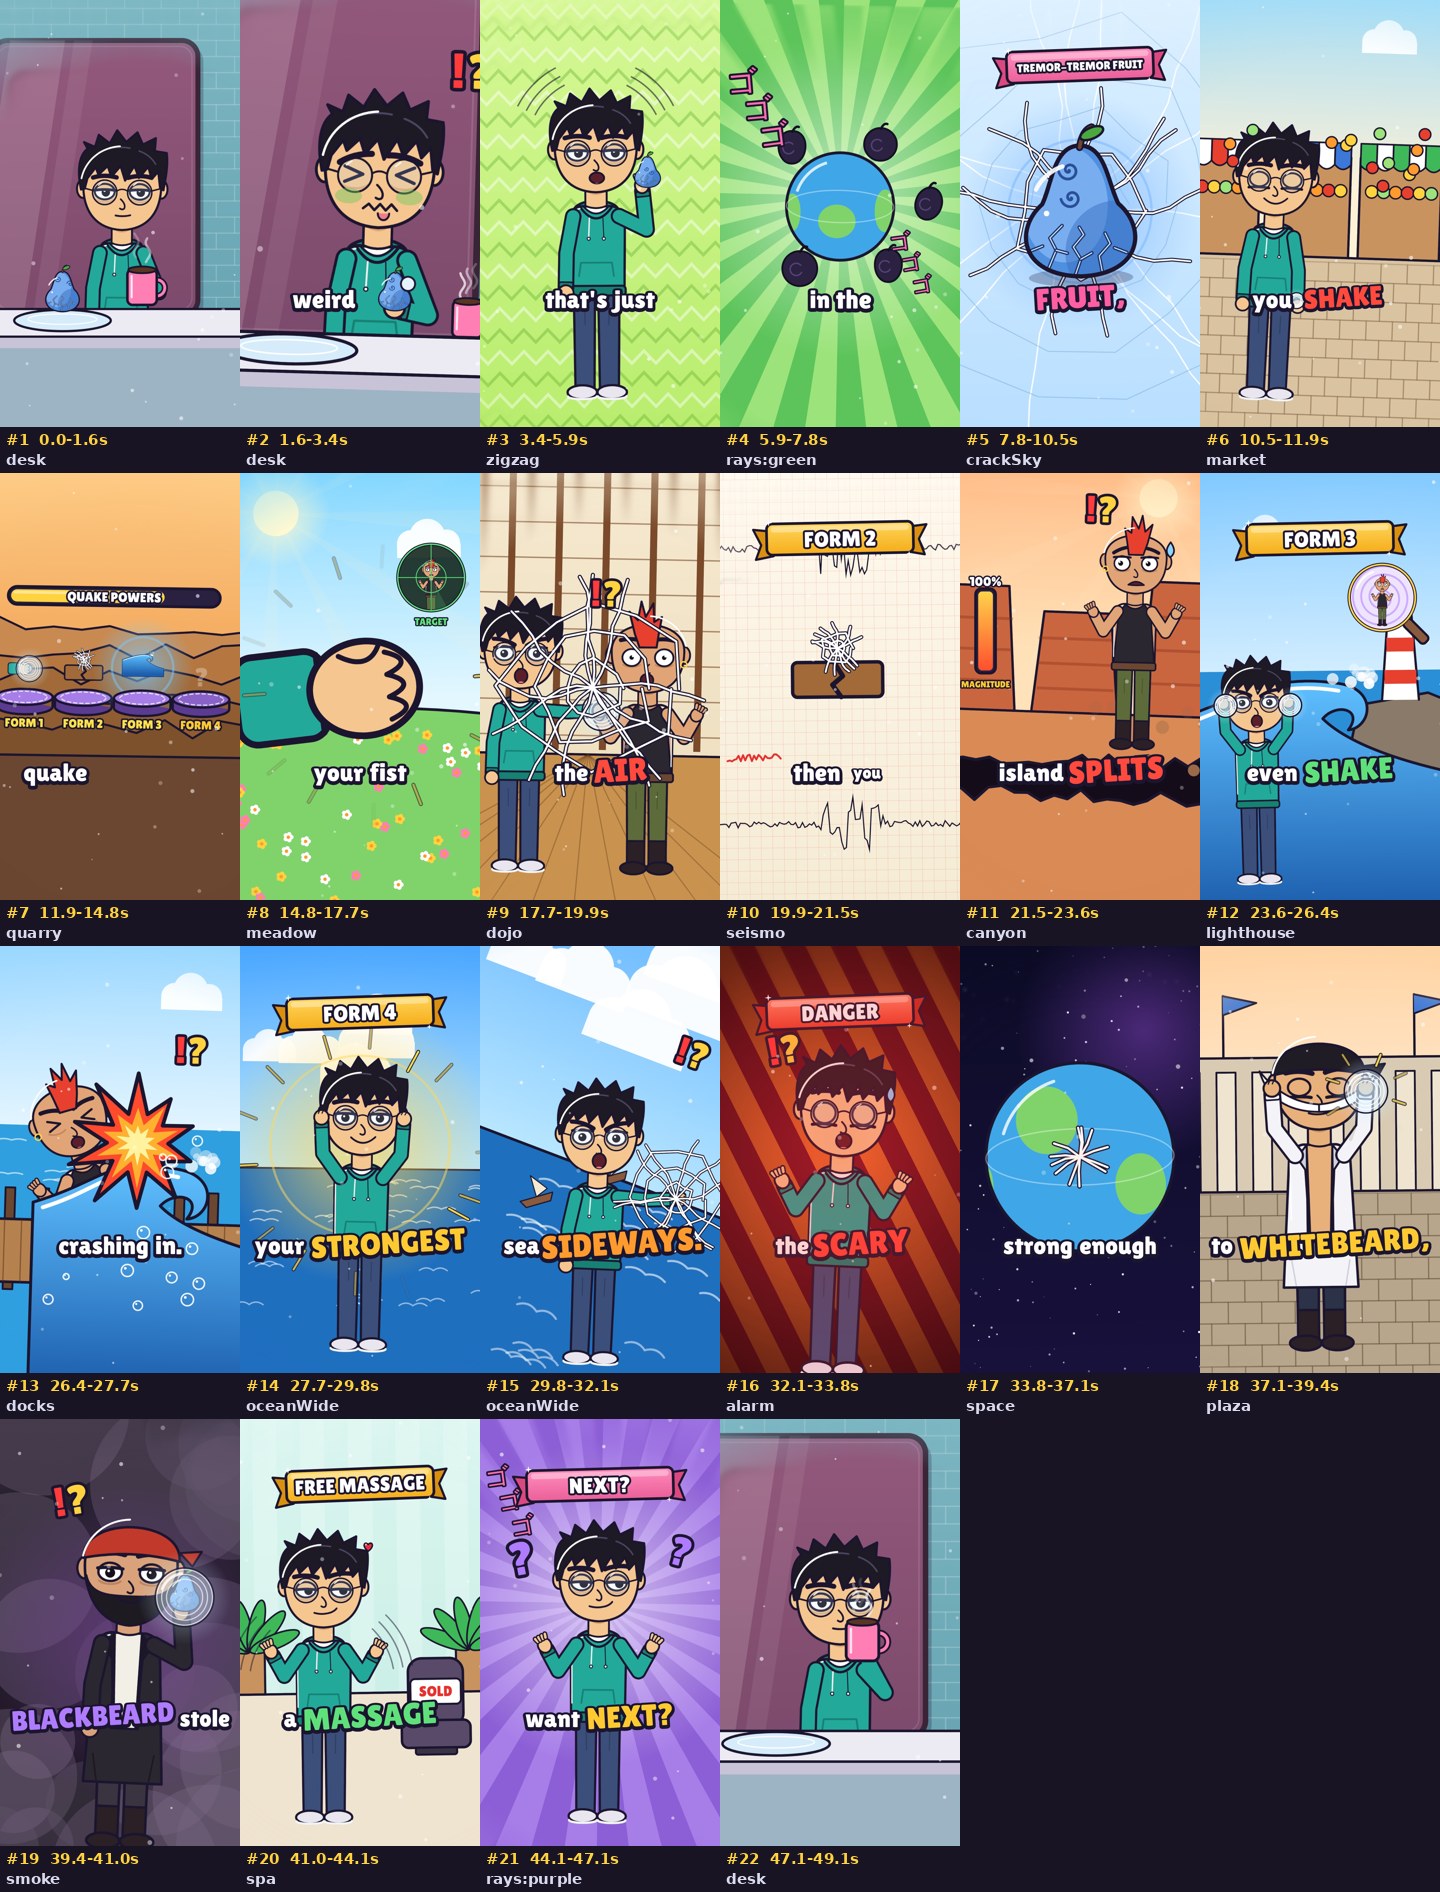 !?
weird
that's just
in the
ゴゴゴ
ゴゴゴ
TREMOR-TREMOR FRUIT
FRUIT,
you SHAKE
#1 0.0-1.6s
desk
#2 1.6-3.4s
desk
#3 3.4-5.9s
zigzag
#4 5.9-7.8s
rays:green
#5 7.8-10.5s
crackSky
#6 10.5-11.9s
market
QUAKE POWERS
?
FORM 1
FORM 2
FORM 3
FORM 4
quake
TARGET
your fist
!?
the AIR
FORM 2
then you
!?
100%
MAGNITUDE
island SPLITS
FORM 3
even SHAKE
#7 11.9-14.8s
quarry
#8 14.8-17.7s
meadow
#9 17.7-19.9s
dojo
#10 19.9-21.5s
seismo
#11 21.5-23.6s
canyon
#12 23.6-26.4s
lighthouse
!?
crashing in.
FORM 4
your STRONGEST
!?
sea SIDEWAYS.
DANGER
!?
the SCARY
strong enough
to WHITEBEARD,
#13 26.4-27.7s
docks
#14 27.7-29.8s
oceanWide
#15 29.8-32.1s
oceanWide
#16 32.1-33.8s
alarm
#17 33.8-37.1s
space
#18 37.1-39.4s
plaza
!?
BLACKBEARD stole
FREE MASSAGE
SOLD
a MASSAGE
ゴゴゴ
NEXT?
?
?
want NEXT?
#19 39.4-41.0s
smoke
#20 41.0-44.1s
spa
#21 44.1-47.1s
rays:purple
#22 47.1-49.1s
desk